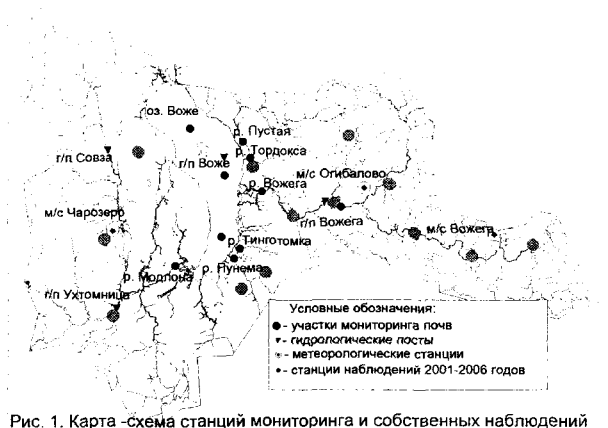 оз. Воже
р. Пустая
г/п Совза
р. Тордокса
г/п Воже
м/с Огибалово
р. Вожега
м/с Чарозеро
г/п Вожега
м/с Вожега
р. Тинготомка
р. Модлона
р. Пунема
г/п Ухтомница
Условные обозначения:
- участки мониторинга почв
- гидрологические посты
- метеорологические станции
- станции наблюдений 2001-2006 годов
Рис. 1. Карта -схема станций мониторинга и собственных наблюдений